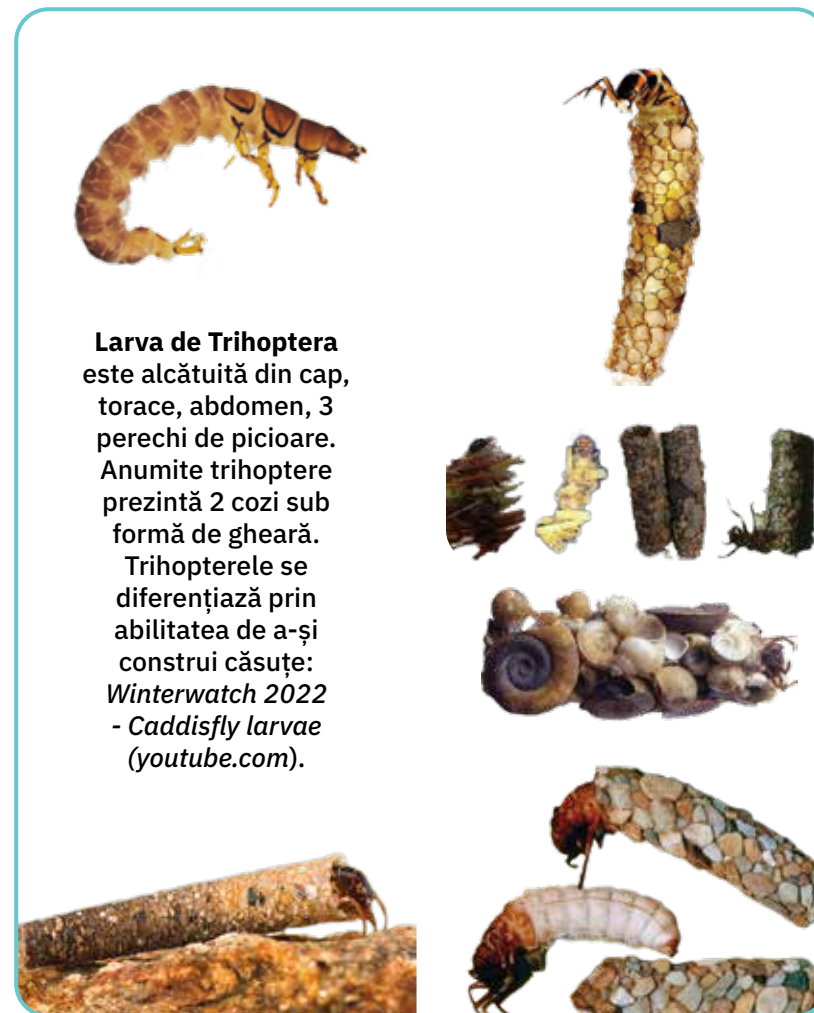 Larva de Trihoptera
este alcătuită din cap,
torace, abdomen, 3
perechi de picioare.
Anumite trihoptere
prezintă 2 cozi sub
formă de gheară.
Trihopterele se
diferențiază prin
abilitatea de a-și
construi căsuțe:
Winterwatch 2022
- Caddisfly larvae
(youtube.com).